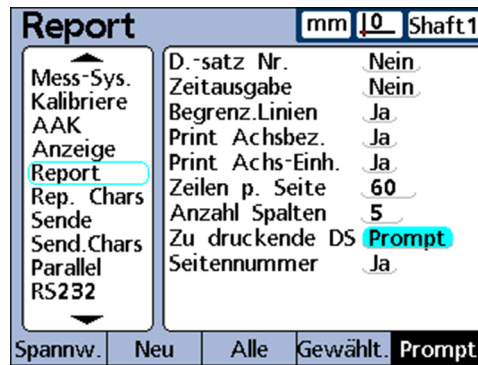 Report mm 0 Shaft1
Mess-Sys.
Kalibriere
AAK
Anzeige
Report
Rep. Chars
Sende
Send.Chars
Parallel
RS232
D.-satz Nr. Nein
Zeitausgabe Nein
Begrenz.Linien Ja
Print Achsbez. Ja
Print Achs-Einh. Ja
Zeilen p. Seite 60
Anzahl Spalten 5
Zu druckende DS Prompt
Seitennummer Ja
Spannw. Neu Alle Gewählt. Prompt